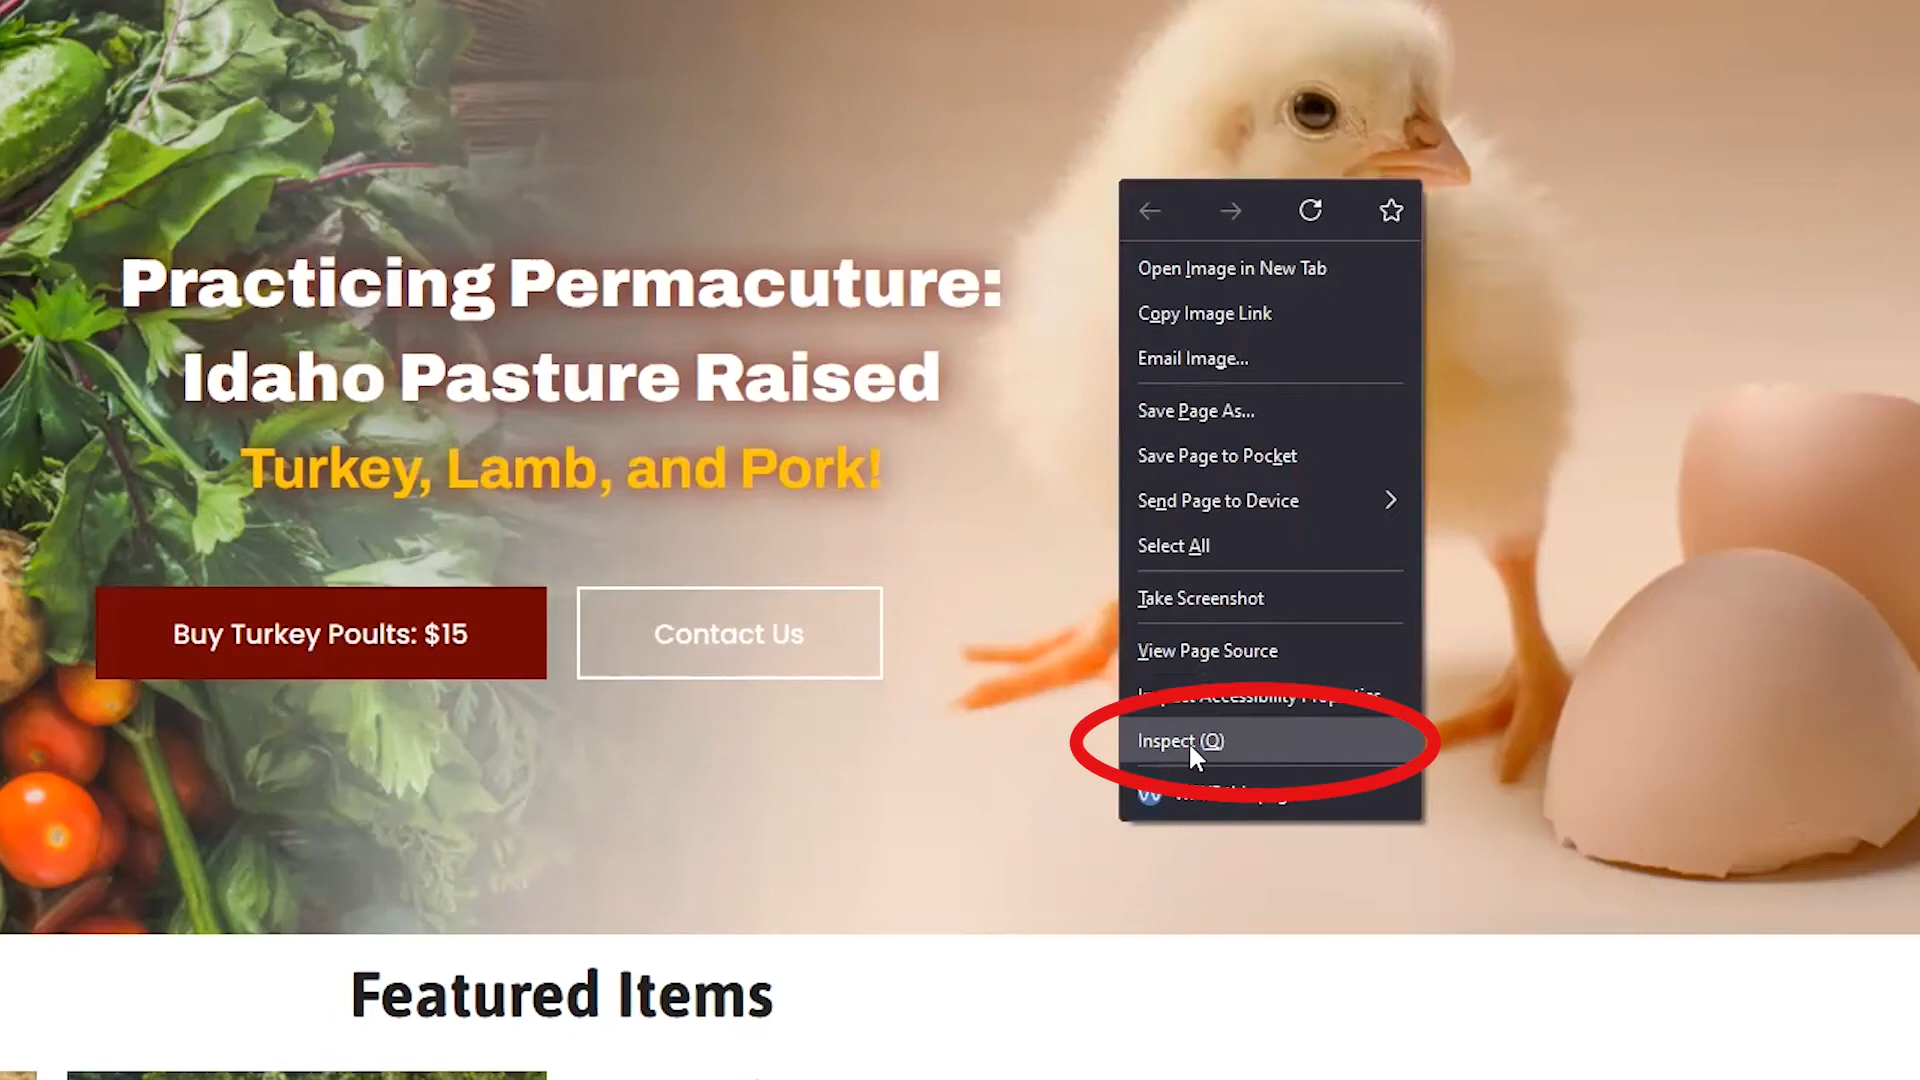 Practicing Permacuture:
Idaho Pasture Raised
Turkey, Lamb, and Pork!
Buy Turkey Poults: $15
Contact Us
Open Image in New Tab
Copy Image Link
Email Image...
Save Page As...
Save Page to Pocket
Send Page to Device
Select All
Take Screenshot
View Page Source
Accessibility
Inspect (Q)
Featured Items